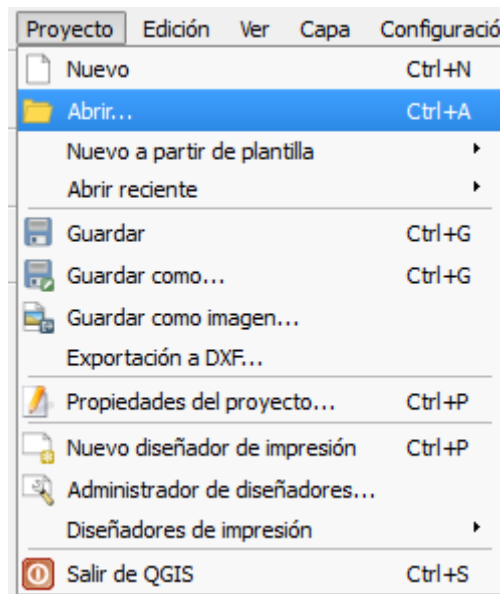 Proyecto Edición Ver Capa Configuració
Nuevo Ctrl+N
Abrir... Ctrl+A
Nuevo a partir de plantilla
Abrir reciente
Guardar Ctrl+G
Guardar como... Ctrl+G
Guardar como imagen...
Exportación a DXF...
Propiedades del proyecto... Ctrl+P
Nuevo diseñador de impresión Ctrl+P
Administrador de diseñadores...
Diseñadores de impresión
Salir de QGIS Ctrl+S